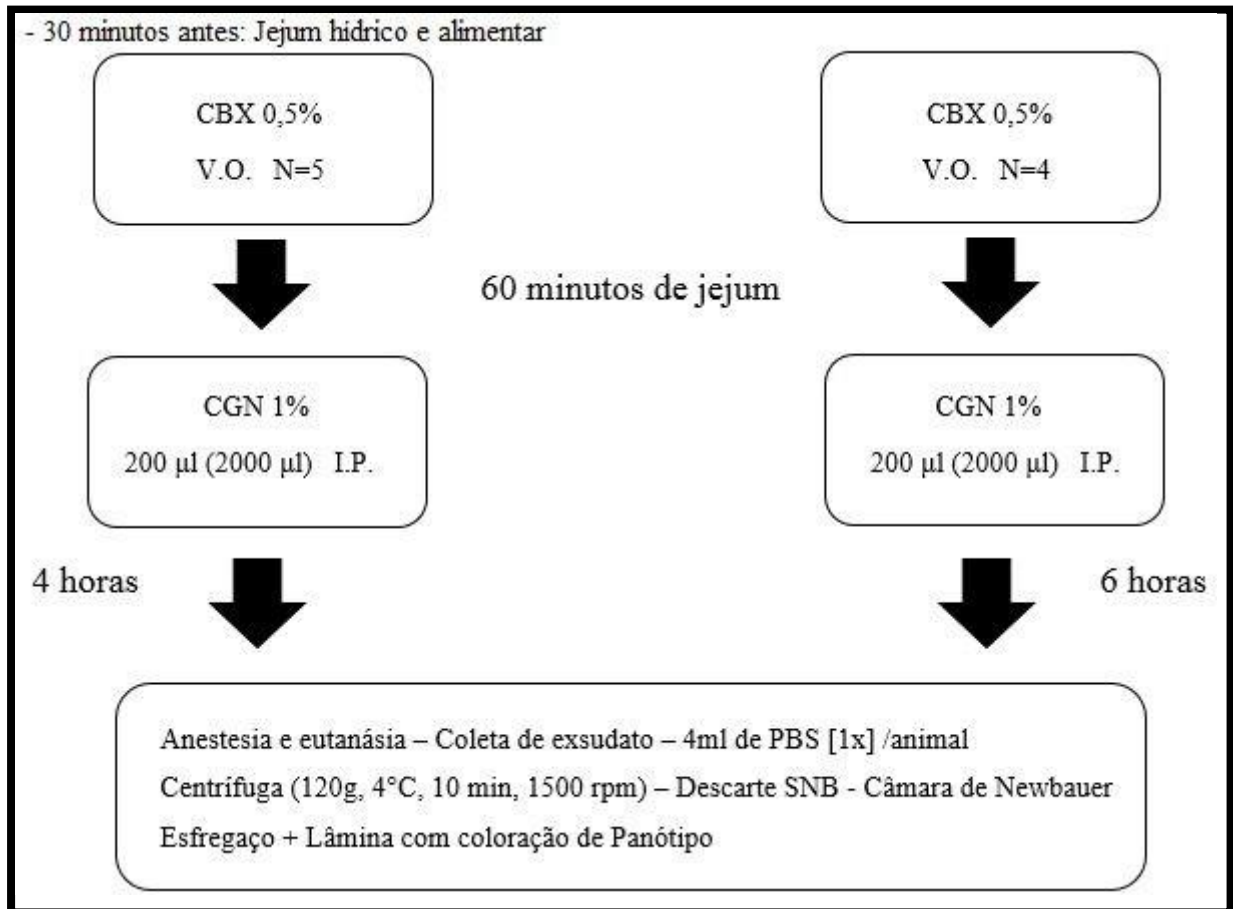 - 30 minutos antes: Jejum hídrico e alimentar
CBX 0,5%
V.O. N=5
CBX 0,5%
V.O. N=4
60 minutos de jejum
CGN 1%
200 µl (2000 µl) I.P.
CGN 1%
200 µl (2000 µl) I.P.
4 horas
6 horas
Anestesia e eutanásia – Coleta de exsudato – 4ml de PBS [1x] /animal
Centrífuga (120g, 4°C, 10 min, 1500 rpm) – Descarte SNB - Câmara de Newbauer
Esfregaço + Lâmina com coloração de Panótipo